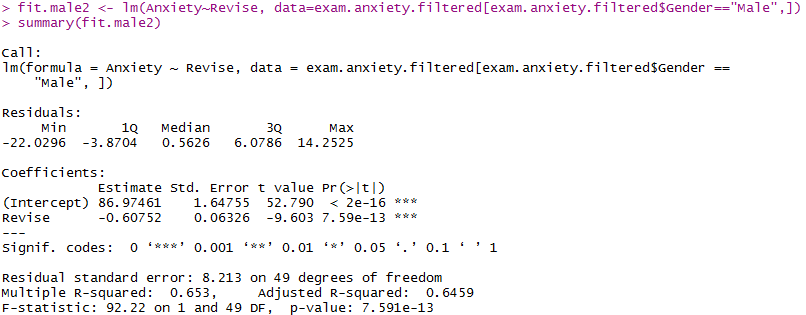 > fit.male2 <- lm(Anxiety~Revise, data=exam.anxiety.filtered[exam.anxiety.filtered$Gender=="Male",])
> summary(fit.male2)
Call:
lm(formula = Anxiety ~ Revise, data = exam.anxiety.filtered[exam.anxiety.filtered$Gender ==
    "Male", ])
Residuals:
     Min       1Q   Median       3Q      Max
-22.0296  -3.8704   0.5626   6.0786  14.2525
Coefficients:
            Estimate Std. Error t value Pr(>|t|)
(Intercept) 86.97461    1.64755  52.790  < 2e-16 ***
Revise      -0.60752    0.06326  -9.603 7.59e-13 ***
---
Signif. codes:  0 ‘***’ 0.001 ‘**’ 0.01 ‘*’ 0.05 ‘.’ 0.1 ‘ ’ 1
Residual standard error: 8.213 on 49 degrees of freedom
Multiple R-squared:  0.653,	Adjusted R-squared:  0.6459
F-statistic: 92.22 on 1 and 49 DF,  p-value: 7.591e-13